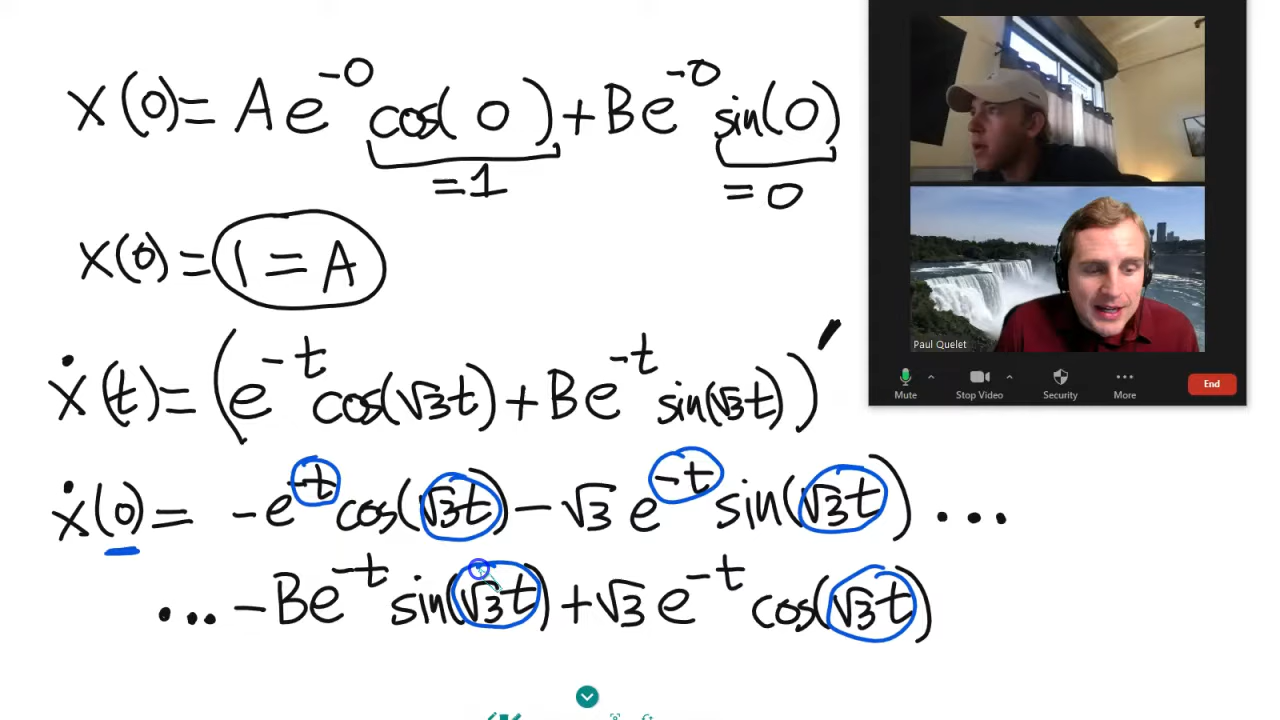 x(0) = Ae^{-0} cos(0) + Be^{-0} sin(0)
= 1
= 0
x(0) = 1 = A
ẋ(t) = (e^{-t} cos(√3t) + Be^{-t} sin(√3t))′
ẋ(0) = -e^{-t} cos(√3t) - √3 e^{-t} sin(√3t) ...
... - Be^{-t} sin(√3t) + √3 e^{-t} cos(√3t)
Paul Quelet
Mute
Stop Video
Security
More
End